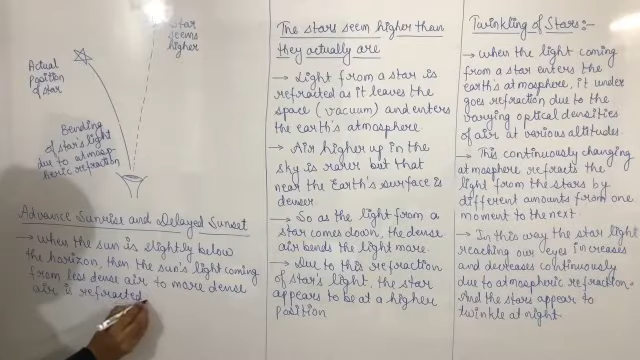 Star
seems
higher
Actual
Position
of star
Bending
of star's light
due to atmosp-
heric refraction
Advance Sunrise and Delayed Sunset
→ When the sun is slightly below
the horizon, then the sun's light coming
from less dense air to more dense
air is refracted
The stars seem higher than
they actually are
→ Light from a star is
refracted as it leaves the
space (vacuum) and enters
the earth's atmosphere.
→ Air higher up in the
sky is rarer but that
near the Earth's surface is
denser
→ So as the light from a
star comes down, the dense
air bends the light more.
→ Due to this refraction
of star's light, the star
appears to be at a higher
position
Twinkling of Stars:-
→ When the light coming
from a star enters the
earth's atmosphere, it under
goes refraction due to the
varying optical densities
of air at various altitudes.
→ This continuously changing
atmosphere refracts the
light from the stars by
different amounts from one
moment to the next.
→ In this way the star light
reaching our eyes increases
and decreases continuously
due to atmospheric refraction.
And the stars appear to
twinkle at night.